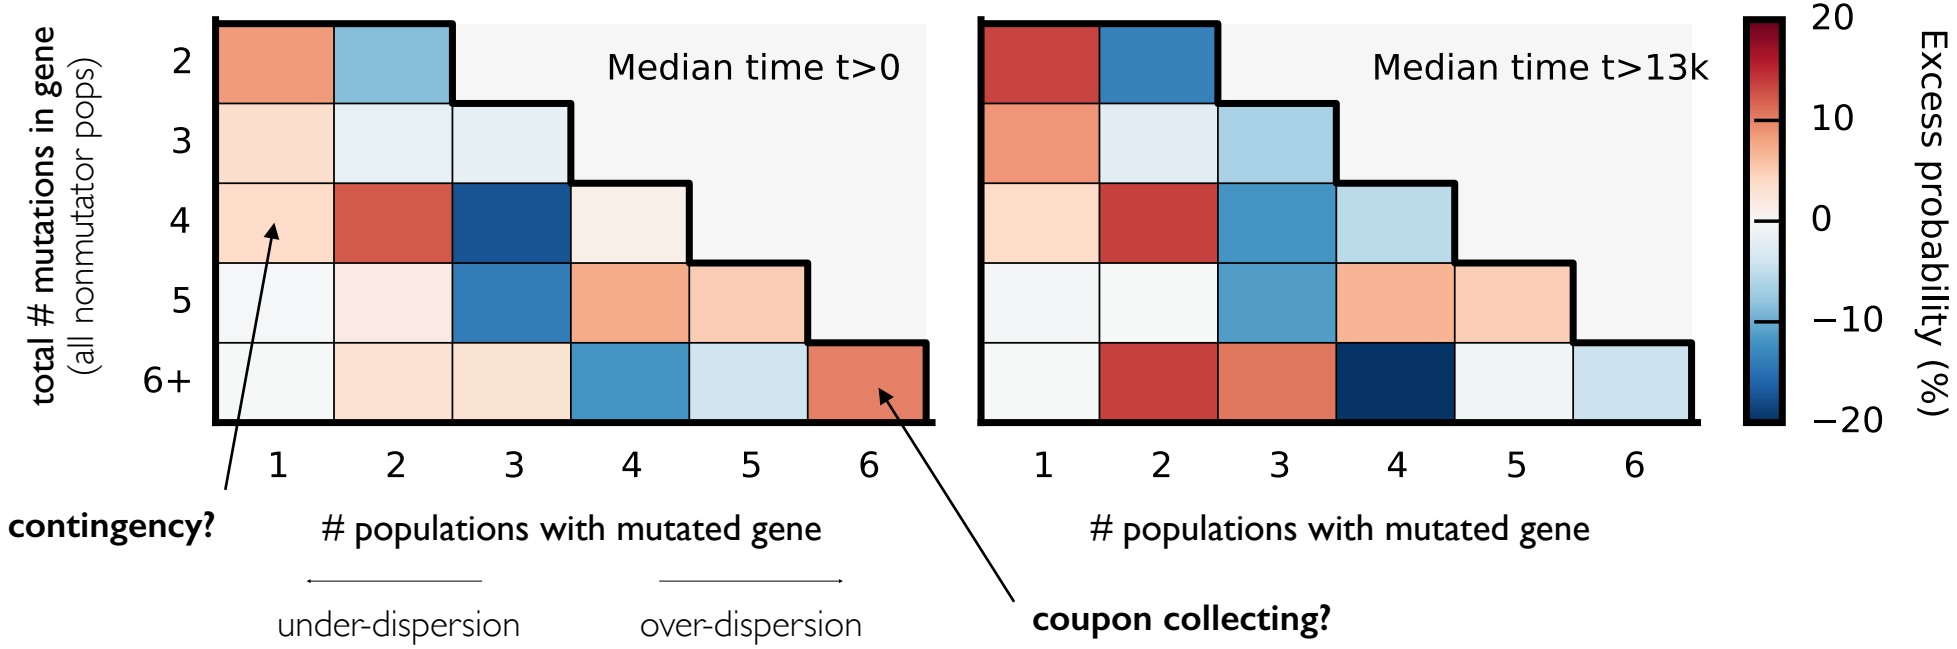 total # mutations in gene
(all nonmutator pops)
2
3
4
5
6+
Median time t>0
1 2 3 4 5 6
# populations with mutated gene
contingency?
under-dispersion
over-dispersion
Median time t>13k
1 2 3 4 5 6
# populations with mutated gene
coupon collecting?
20
10
0
−10
−20
Excess probability (%)